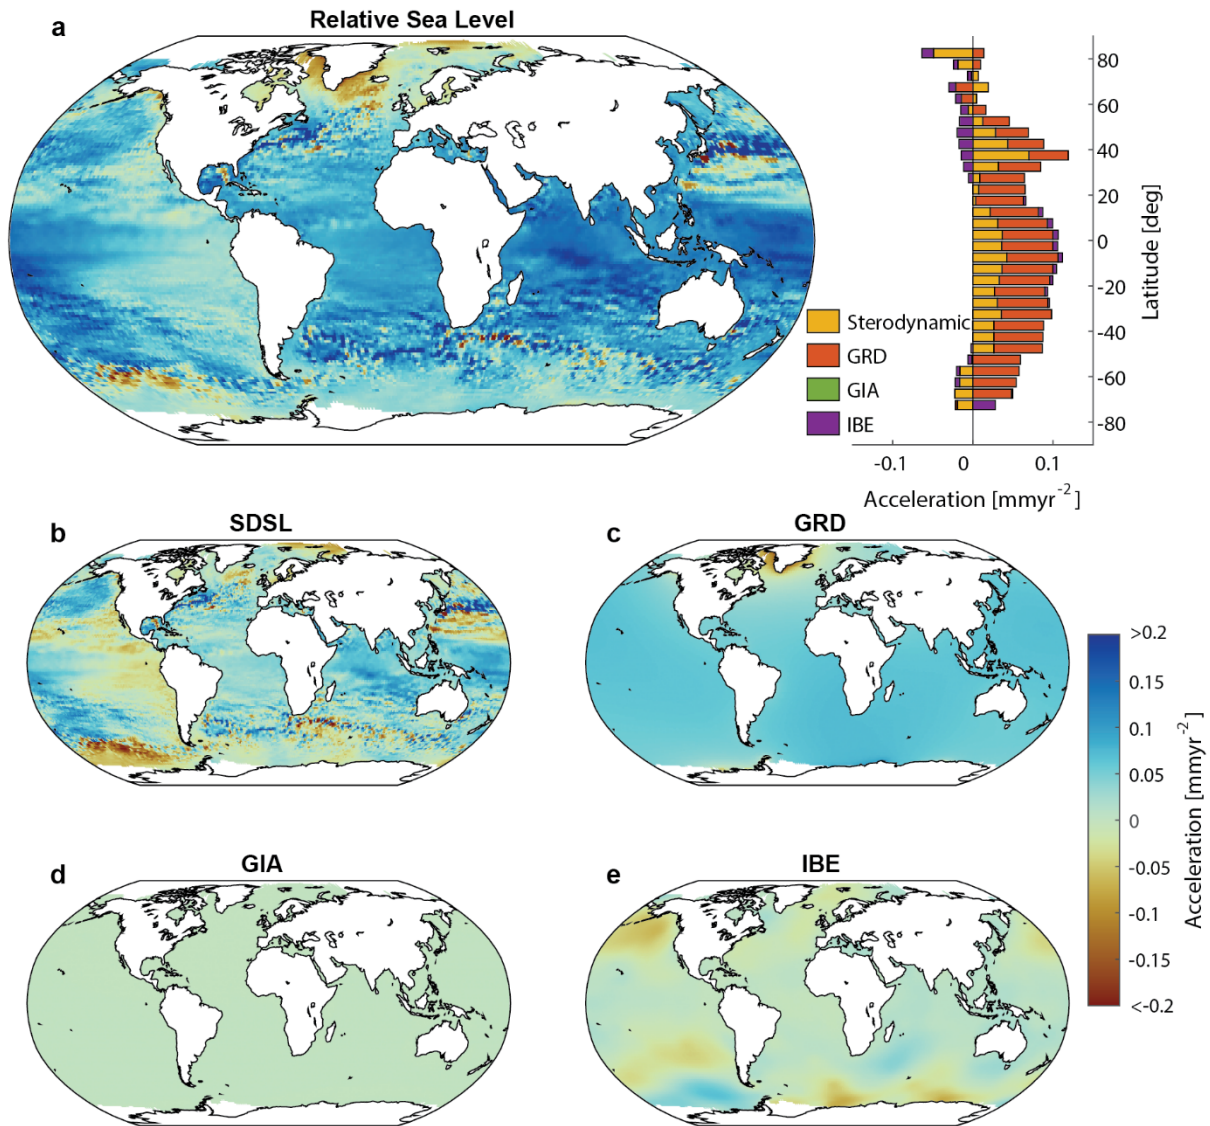 a
Relative Sea Level
80
60
40
20
0
-20
-40
-60
-80
Latitude [deg]
Sterodynamic
GRD
GIA
IBE
-0.1
0
0.1
Acceleration [mmyr⁻²]
b
SDSL
c
GRD
d
GIA
e
IBE
>0.2
0.15
0.1
0.05
0
-0.05
-0.1
-0.15
<-0.2
Acceleration [mmyr⁻²]